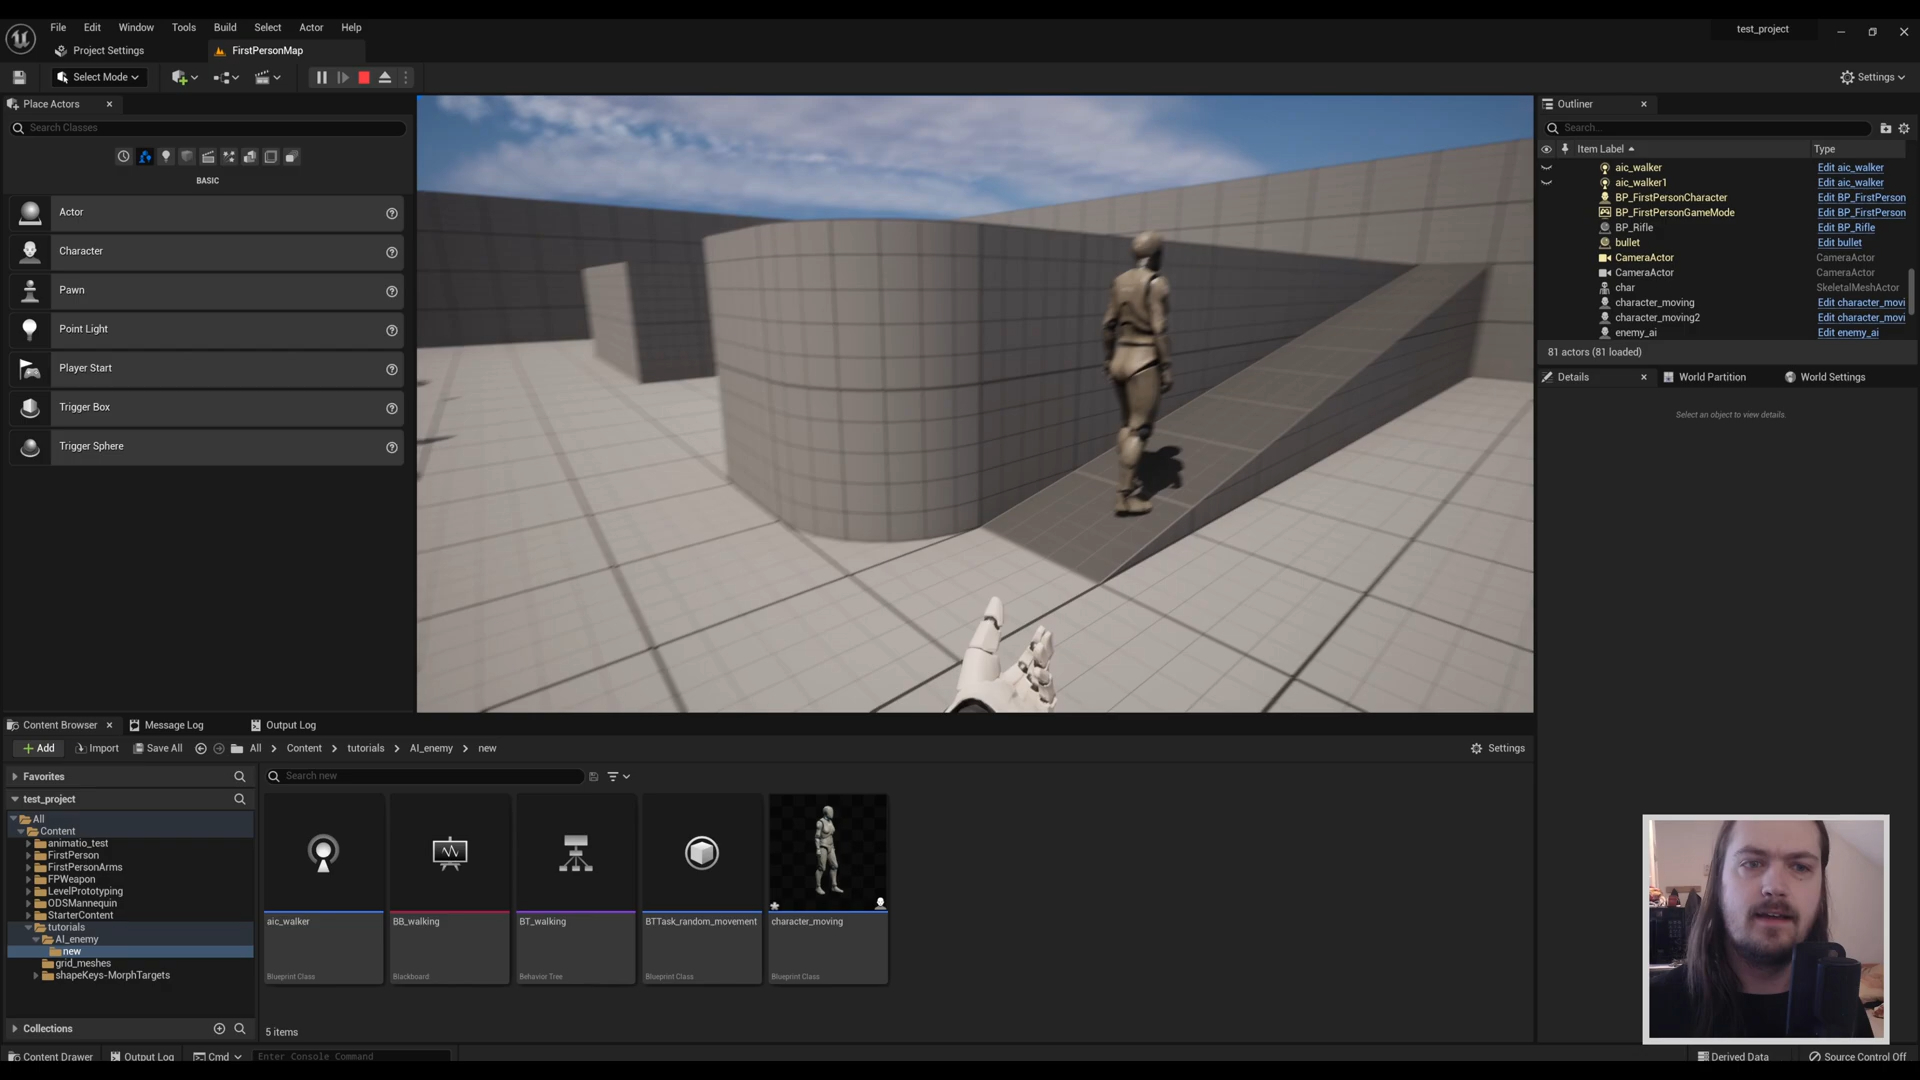 File Edit Window Tools Build Select Actor Help
test_project
Project Settings
FirstPersonMap
Select Mode
Settings
Place Actors
Search Classes
BASIC
Actor
Character
Pawn
Point Light
Player Start
Trigger Box
Trigger Sphere
Outliner
Search...
Item Label Type
aic_walker Edit aic_walker
aic_walker1 Edit aic_walker
BP_FirstPersonCharacter Edit BP_FirstPerson
BP_FirstPersonGameMode Edit BP_FirstPerson
BP_Rifle Edit BP_Rifle
bullet Edit bullet
CameraActor CameraActor
CameraActor CameraActor
char SkeletalMeshActor
character_moving Edit character_movi
character_moving2 Edit character_movi
enemy_ai Edit enemy_ai
81 actors (81 loaded)
Details World Partition World Settings
Select an object to view details.
Content Browser Message Log Output Log
Add Import Save All All Content tutorials AI_enemy new Settings
Favorites
test_project
All
Content
animatio_test
FirstPerson
FirstPersonArms
FPWeapon
LevelPrototyping
ODSMannequin
StarterContent
tutorials
AI_enemy
new
grid_meshes
shapeKeys-MorphTargets
Collections
Search new
aic_walker
Blueprint Class
BB_walking
Blackboard
BT_walking
Behavior Tree
BTTask_random_movement
Blueprint Class
character_moving
Blueprint Class
5 items
Content Drawer Output Log Cmd Enter Console Command Derived Data Source Control Off